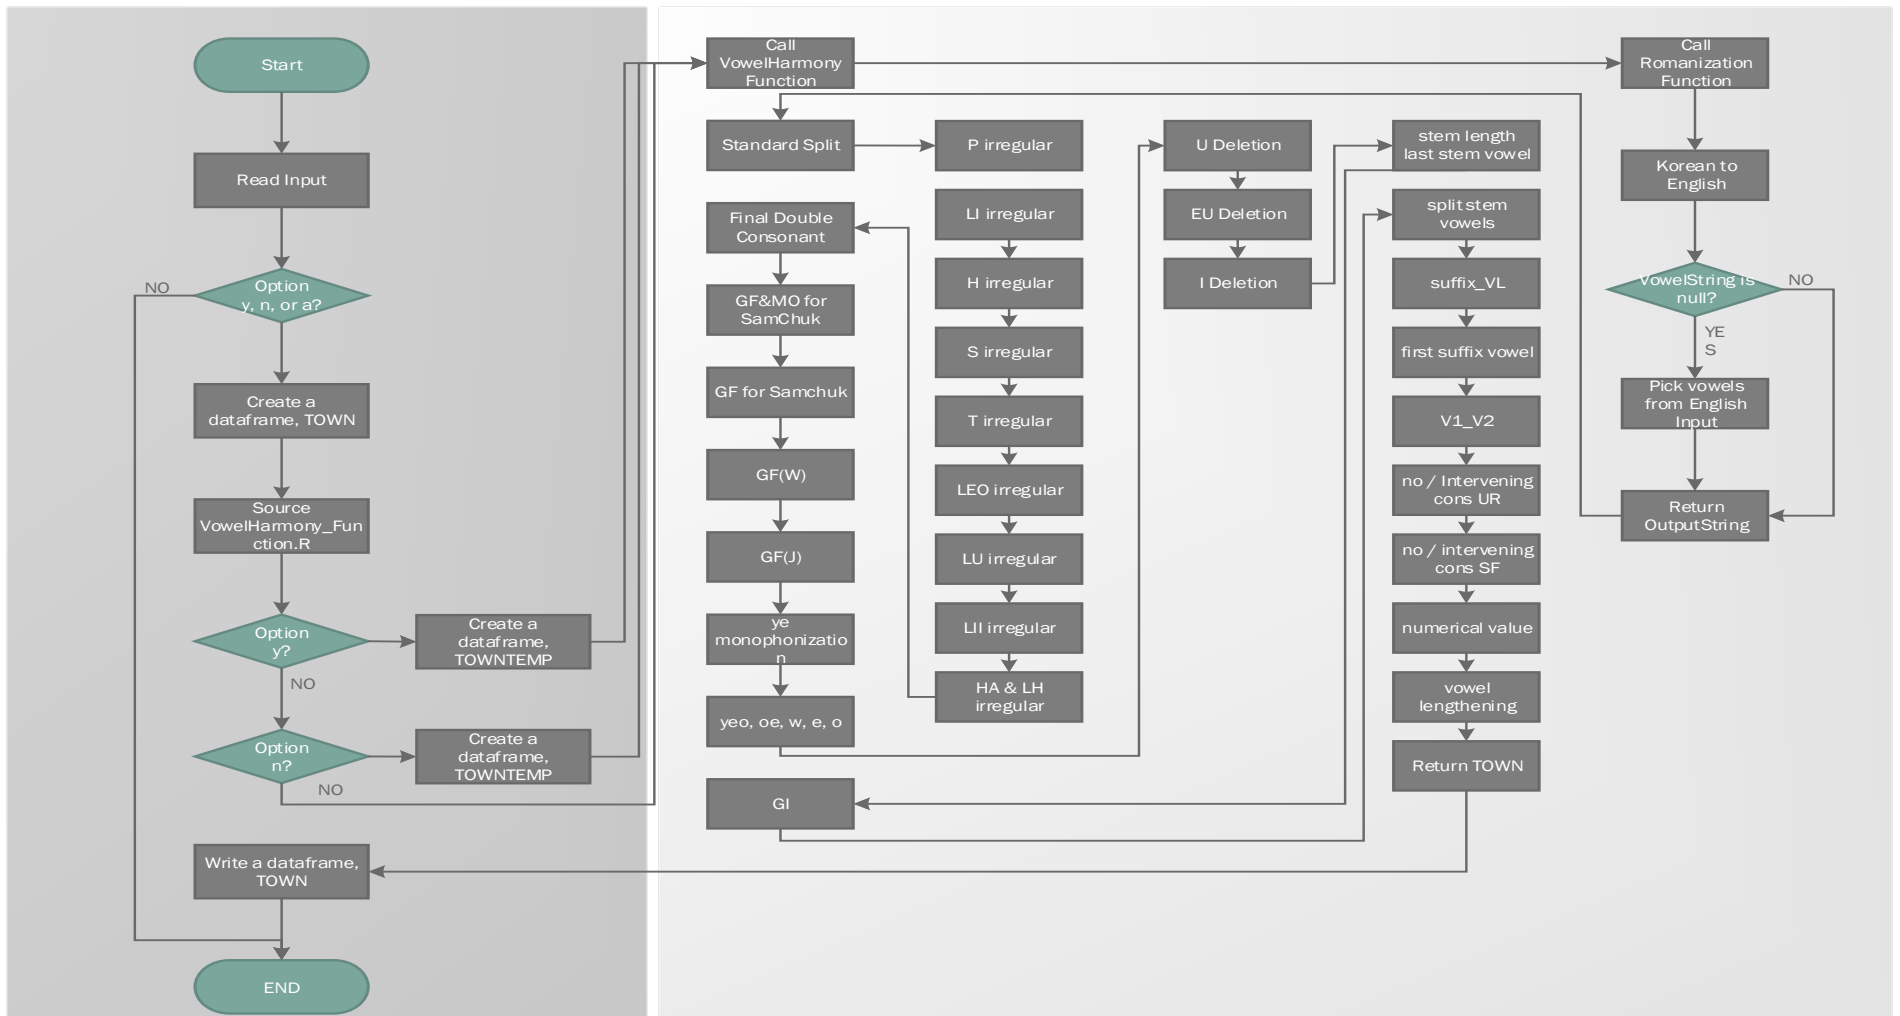 Start
Read Input
Option
y, n, or a?
NO
Create a
dataframe, TOWN
Source
VowelHarmony_Fun
ction.R
Option
y?
NO
Create a
dataframe,
TOWNTEMP
Option
n?
NO
Create a
dataframe,
TOWNTEMP
Write a dataframe,
TOWN
END
Call
VowelHarmony
Function
Standard Split
Final Double
Consonant
GF&MO for
SamChuk
GF for Samchuk
GF(W)
GF(J)
ye
monophonizatio
n
yeo, oe, w, e, o
GI
P irregular
LI irregular
H irregular
S irregular
T irregular
LEO irregular
LU irregular
LII irregular
HA & LH
irregular
U Deletion
EU Deletion
I Deletion
stem length
last stem vowel
split stem
vowels
suffix_VL
first suffix vowel
V1_V2
no / Intervening
cons UR
no / intervening
cons SF
numerical value
vowel
lengthening
Return TOWN
Call
Romanization
Function
Korean to
English
VowelString is
null?
NO
YE
S
Pick vowels
from English
Input
Return
OutputString